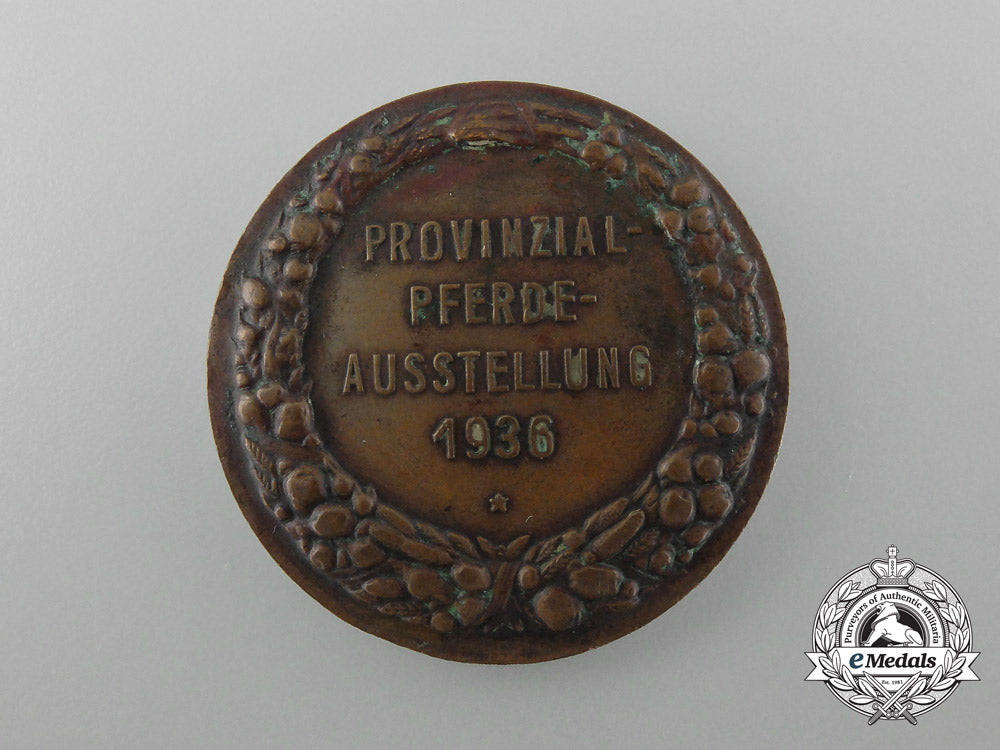 PROVINZIAL-
PFERDE-
AUSSTELLUNG
1936
Purveyors of Authentic Militaria
eMedals
Est. 1981